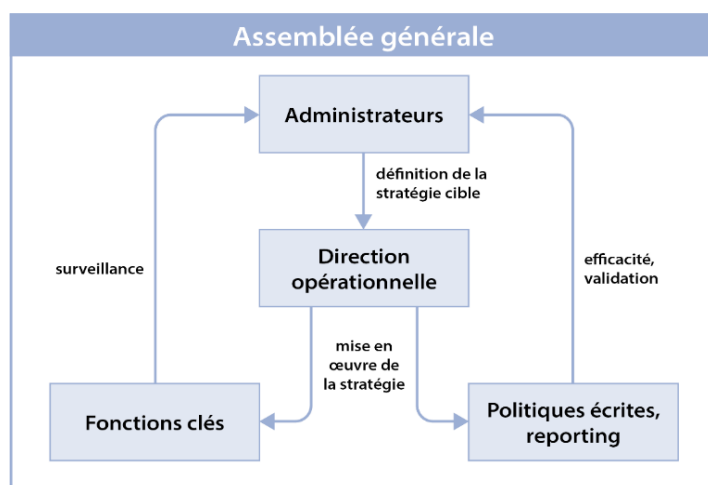 Assemblée générale
Administrateurs
définition de la
stratégie cible
Direction
opérationnelle
surveillance
efficacité,
validation
mise en
œuvre de
la stratégie
Fonctions clés
Politiques écrites,
reporting